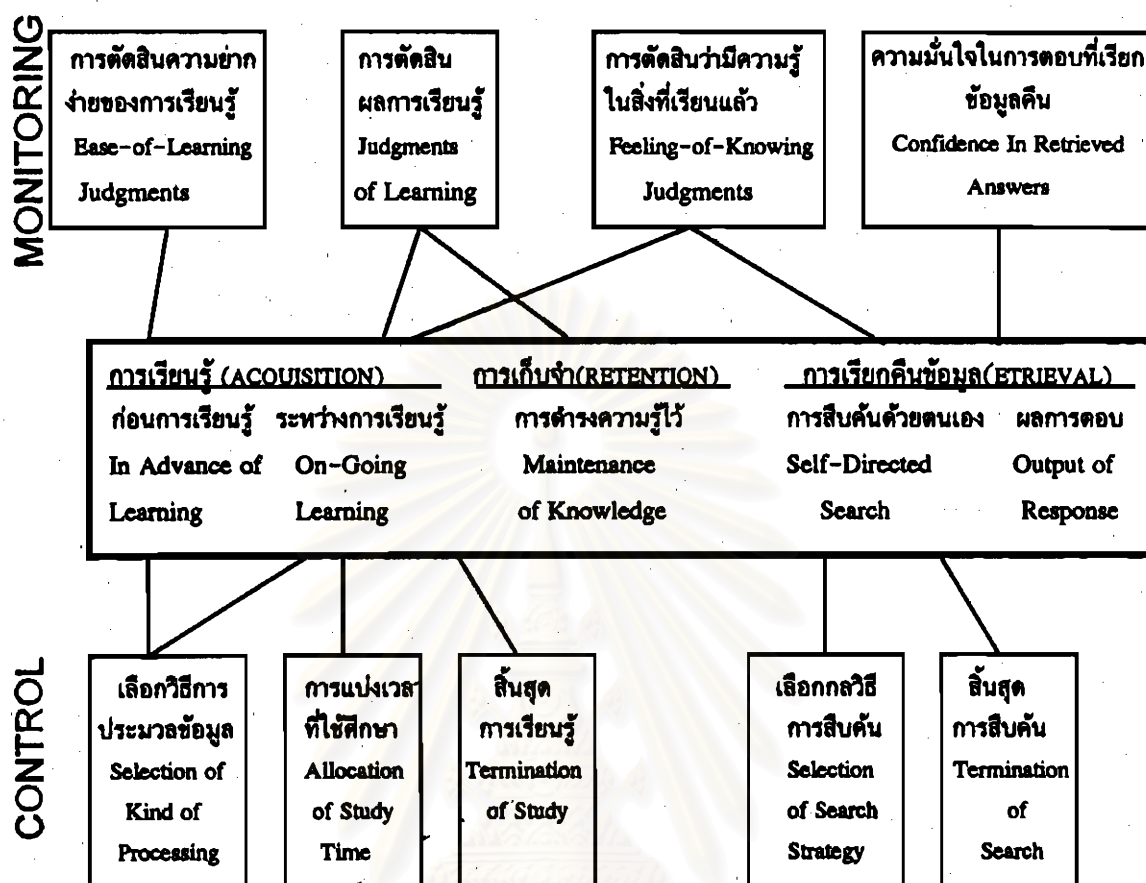 MONITORING
การตัดสินความยาก
ง่ายของการเรียนรู้
Ease-of-Learning
Judgments
การตัดสิน
ผลการเรียนรู้
Judgments
of Learning
การตัดสินว่ามีความรู้
ในสิ่งที่เรียนแล้ว
Feeling-of-Knowing
Judgments
ความมั่นใจในการตอบที่เรียก
ข้อมูลคืน
Confidence In Retrieved
Answers
การเรียนรู้ (ACQUISITION)
ก่อนการเรียนรู้
In Advance of
Learning
ระหว่างการเรียนรู้
On-Going
Learning
การเก็บจำ(RETENTION)
การดำรงความรู้ไว้
Maintenance
of Knowledge
การเรียกคืนข้อมูล(ETRIEVAL)
การสืบค้นด้วยตนเอง
Self-Directed
Search
ผลการตอบ
Output of
Response
CONTROL
เลือกวิธีการ
ประมวลข้อมูล
Selection of
Kind of
Processing
การแบ่งเวลา
ที่ใช้ศึกษา
Allocation
of Study
Time
สิ้นสุด
การเรียนรู้
Termination
of Study
เลือกกลวิธี
การสืบค้น
Selection
of Search
Strategy
สิ้นสุด
การสืบค้น
Termination
of
Search